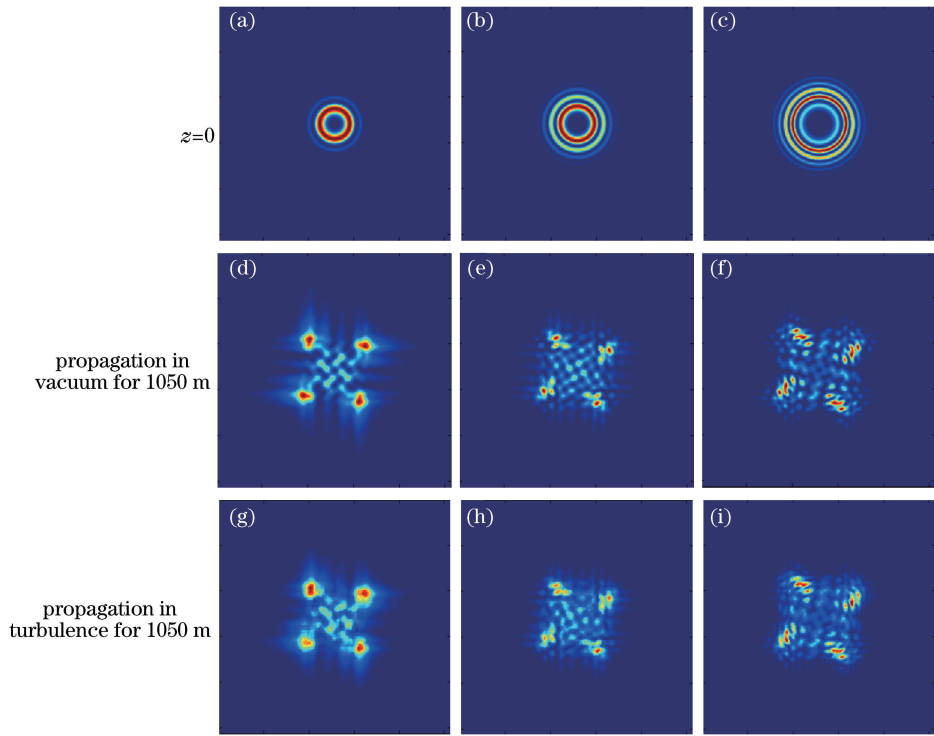 (a) (b) (c)
z=0
(d) (e) (f)
propagation in
vacuum for 1050 m
(g) (h) (i)
propagation in
turbulence for 1050 m